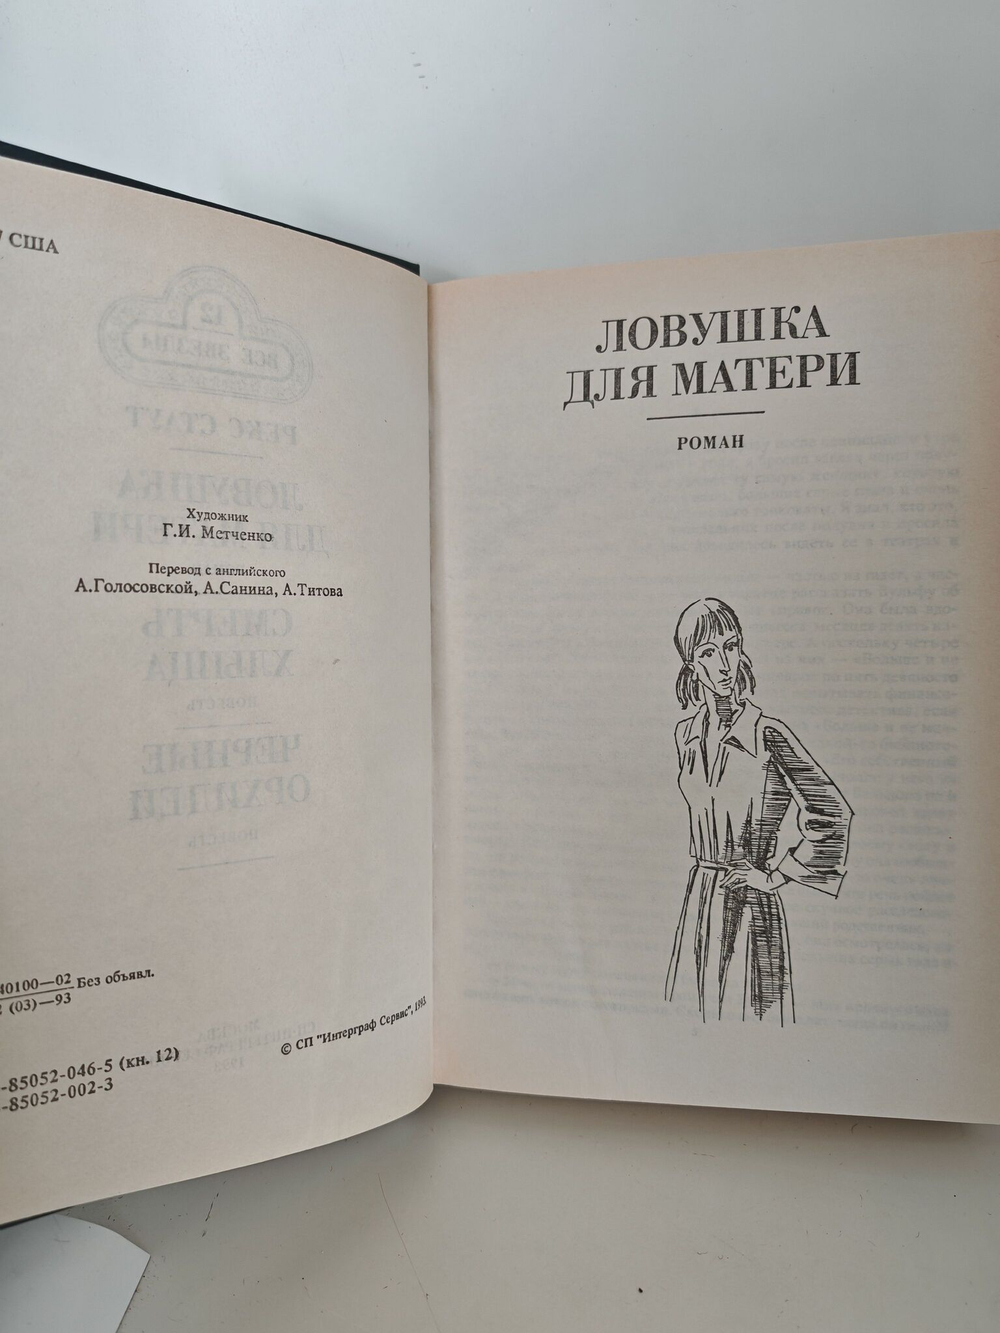 США
Художник
Г.И. Метченко
Перевод с английского
А.Голосовской, А.Санина, А.Титова
40100—02 Без объявл.
(03)—93
-85052-046-5 (кн. 12)
-85052-002-3
© СП "Интерграф Сервис", 1993
ЛОВУШКА
ДЛЯ МАТЕРИ
РОМАН